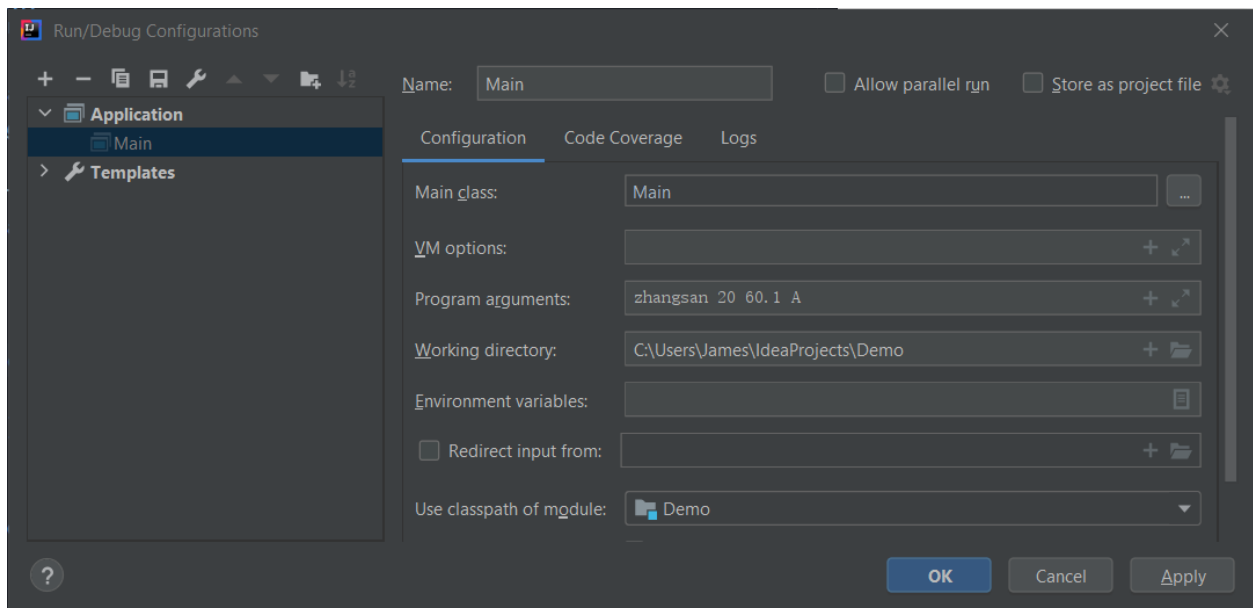 Run/Debug Configurations
Name: Main Allow parallel run Store as project file
Application
Main
Templates
Configuration Code Coverage Logs
Main class: Main ...
VM options:
Program arguments: zhangsan 20 60.1 A
Working directory: C:\Users\James\IdeaProjects\Demo
Environment variables:
Redirect input from:
Use classpath of module: Demo
? OK Cancel Apply